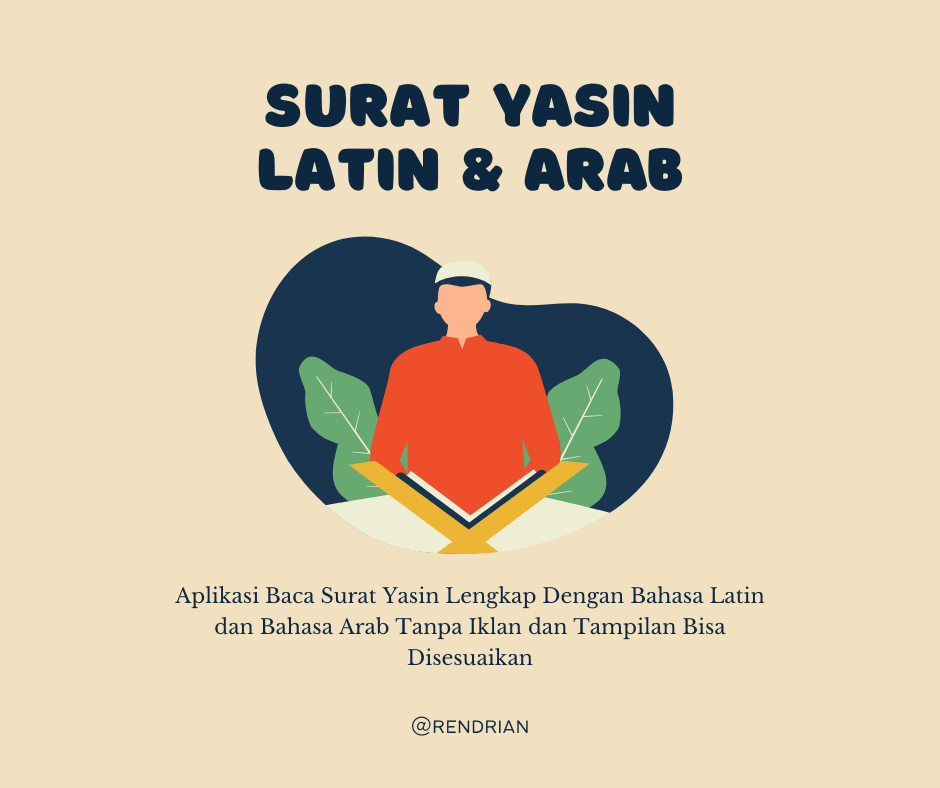 SURAT YASIN
LATIN & ARAB
Aplikasi Baca Surat Yasin Lengkap Dengan Bahasa Latin
dan Bahasa Arab Tanpa Iklan dan Tampilan Bisa
Disesuaikan
@RENDRIAN